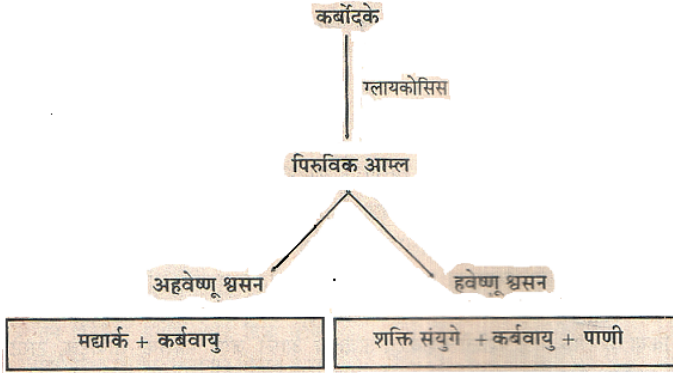 कर्बोदके
ग्लायकोसिस
पिरुविक आम्ल
अहवेष्णू श्वसन
हवेष्णू श्वसन
मद्यार्क + कर्बवायु
शक्ति संयुगे + कर्बवायु + पाणी